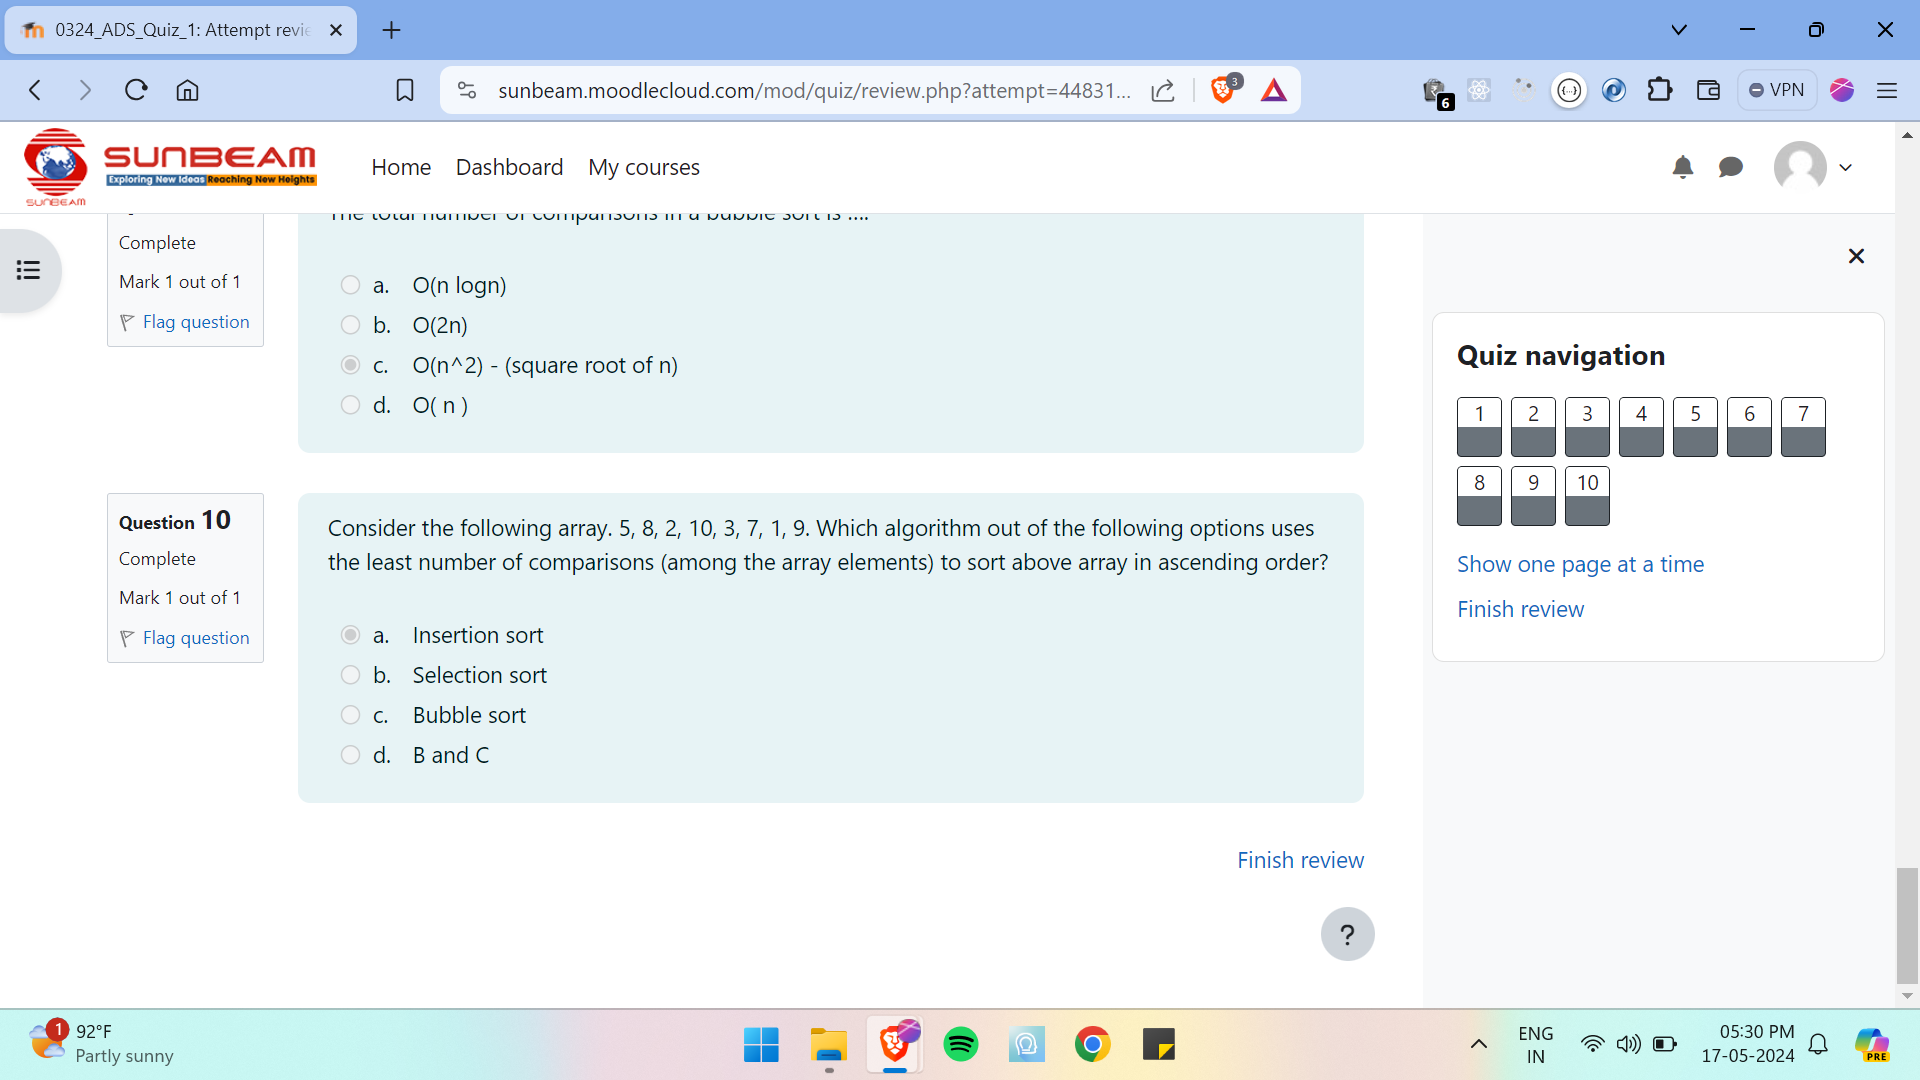 0324_ADS_Quiz_1: Attempt revie
sunbeam.moodlecloud.com/mod/quiz/review.php?attempt=44831...
3
6
VPN
SUNBEAM
Exploring New Ideas Reaching New Heights
SUNBEAM
Home Dashboard My courses
The total number of comparisons in a bubble sort is ....
Complete
Mark 1 out of 1
Flag question
a. O(n logn)
b. O(2n)
c. O(n^2) - (square root of n)
d. O( n )
Question 10
Complete
Mark 1 out of 1
Flag question
Consider the following array. 5, 8, 2, 10, 3, 7, 1, 9. Which algorithm out of the following options uses
the least number of comparisons (among the array elements) to sort above array in ascending order?
a. Insertion sort
b. Selection sort
c. Bubble sort
d. B and C
Finish review
?
Quiz navigation
1 2 3 4 5 6 7
8 9 10
Show one page at a time
Finish review
1
92°F
Partly sunny
ENG
IN
05:30 PM
17-05-2024
PRE